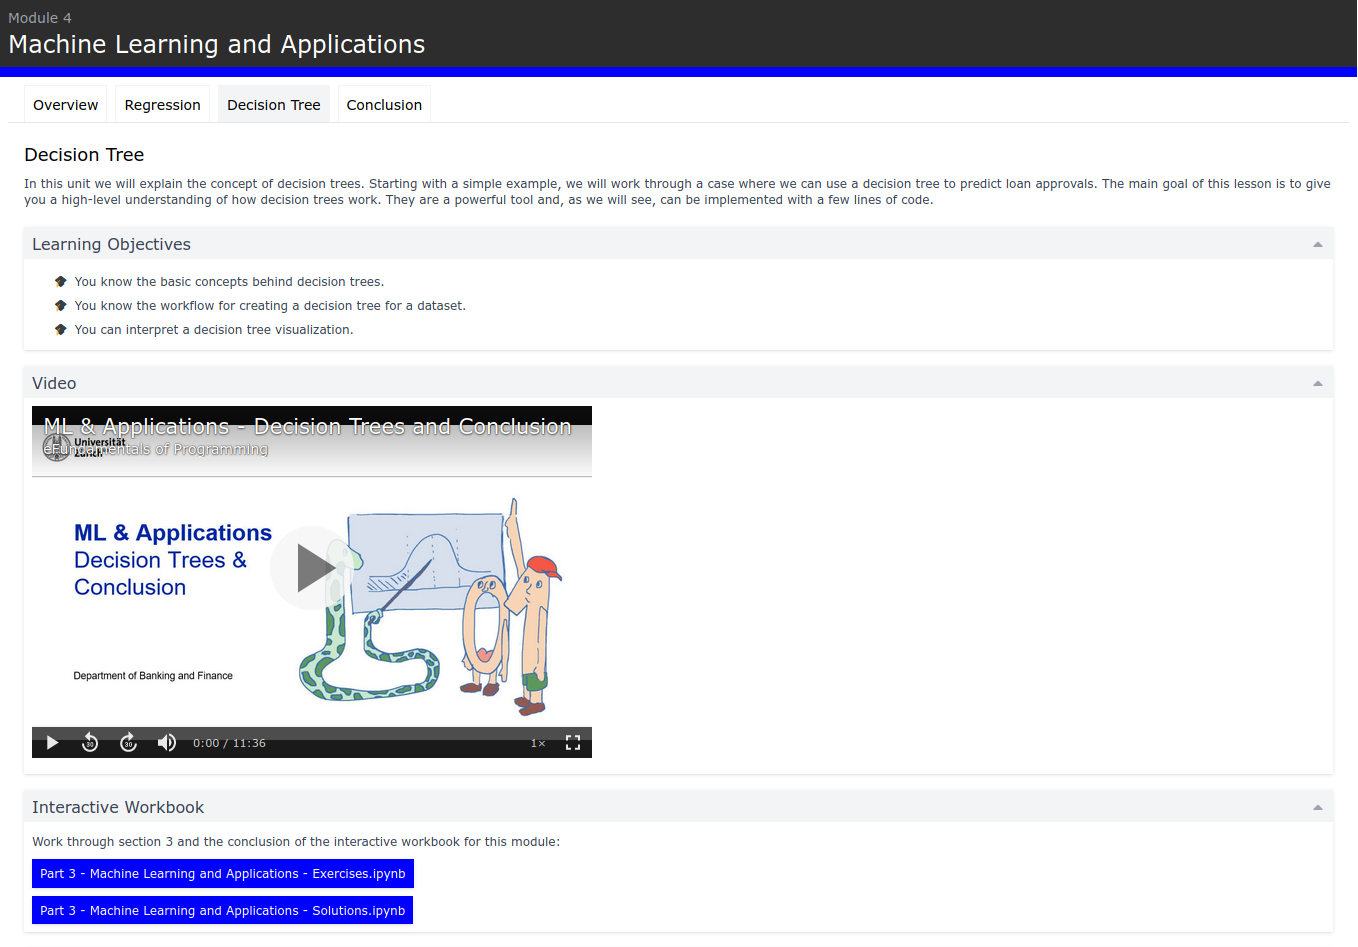 Module 4
Machine Learning and Applications
Overview
Regression
Decision Tree
Conclusion
Decision Tree
In this unit we will explain the concept of decision trees. Starting with a simple example, we will work through a case where we can use a decision tree to predict loan approvals. The main goal of this lesson is to give
you a high-level understanding of how decision trees work. They are a powerful tool and, as we will see, can be implemented with a few lines of code.
Learning Objectives
You know the basic concepts behind decision trees.
You know the workflow for creating a decision tree for a dataset.
You can interpret a decision tree visualization.
Video
ML & Applications - Decision Trees and Conclusion
Universität
Zürich
eFundamentals of Programming
ML & Applications
Decision Trees &
Conclusion
Department of Banking and Finance
30
30
0:00 / 11:36
1×
Interactive Workbook
Work through section 3 and the conclusion of the interactive workbook for this module:
Part 3 - Machine Learning and Applications - Exercises.ipynb
Part 3 - Machine Learning and Applications - Solutions.ipynb